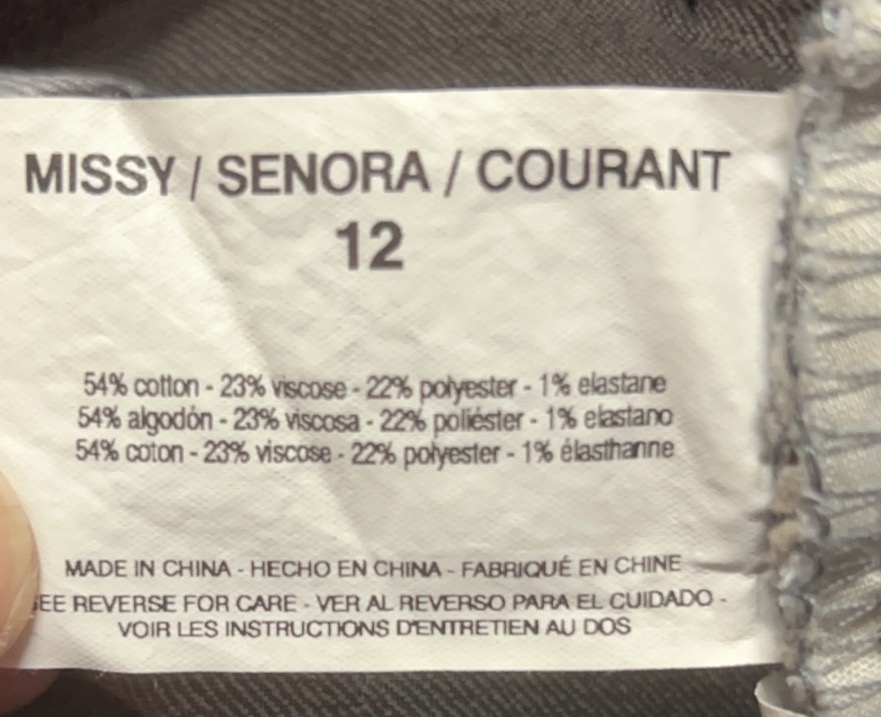 MISSY / SENORA / COURANT
12
54% cotton - 23% viscose - 22% polyester - 1% elastane
54% algodón - 23% viscosa - 22% poliéster - 1% elastano
54% coton - 23% viscose - 22% polyester - 1% élasthanne
MADE IN CHINA - HECHO EN CHINA - FABRIQUÉ EN CHINE
SEE REVERSE FOR CARE - VER AL REVERSO PARA EL CUIDADO -
VOIR LES INSTRUCTIONS D'ENTRETIEN AU DOS